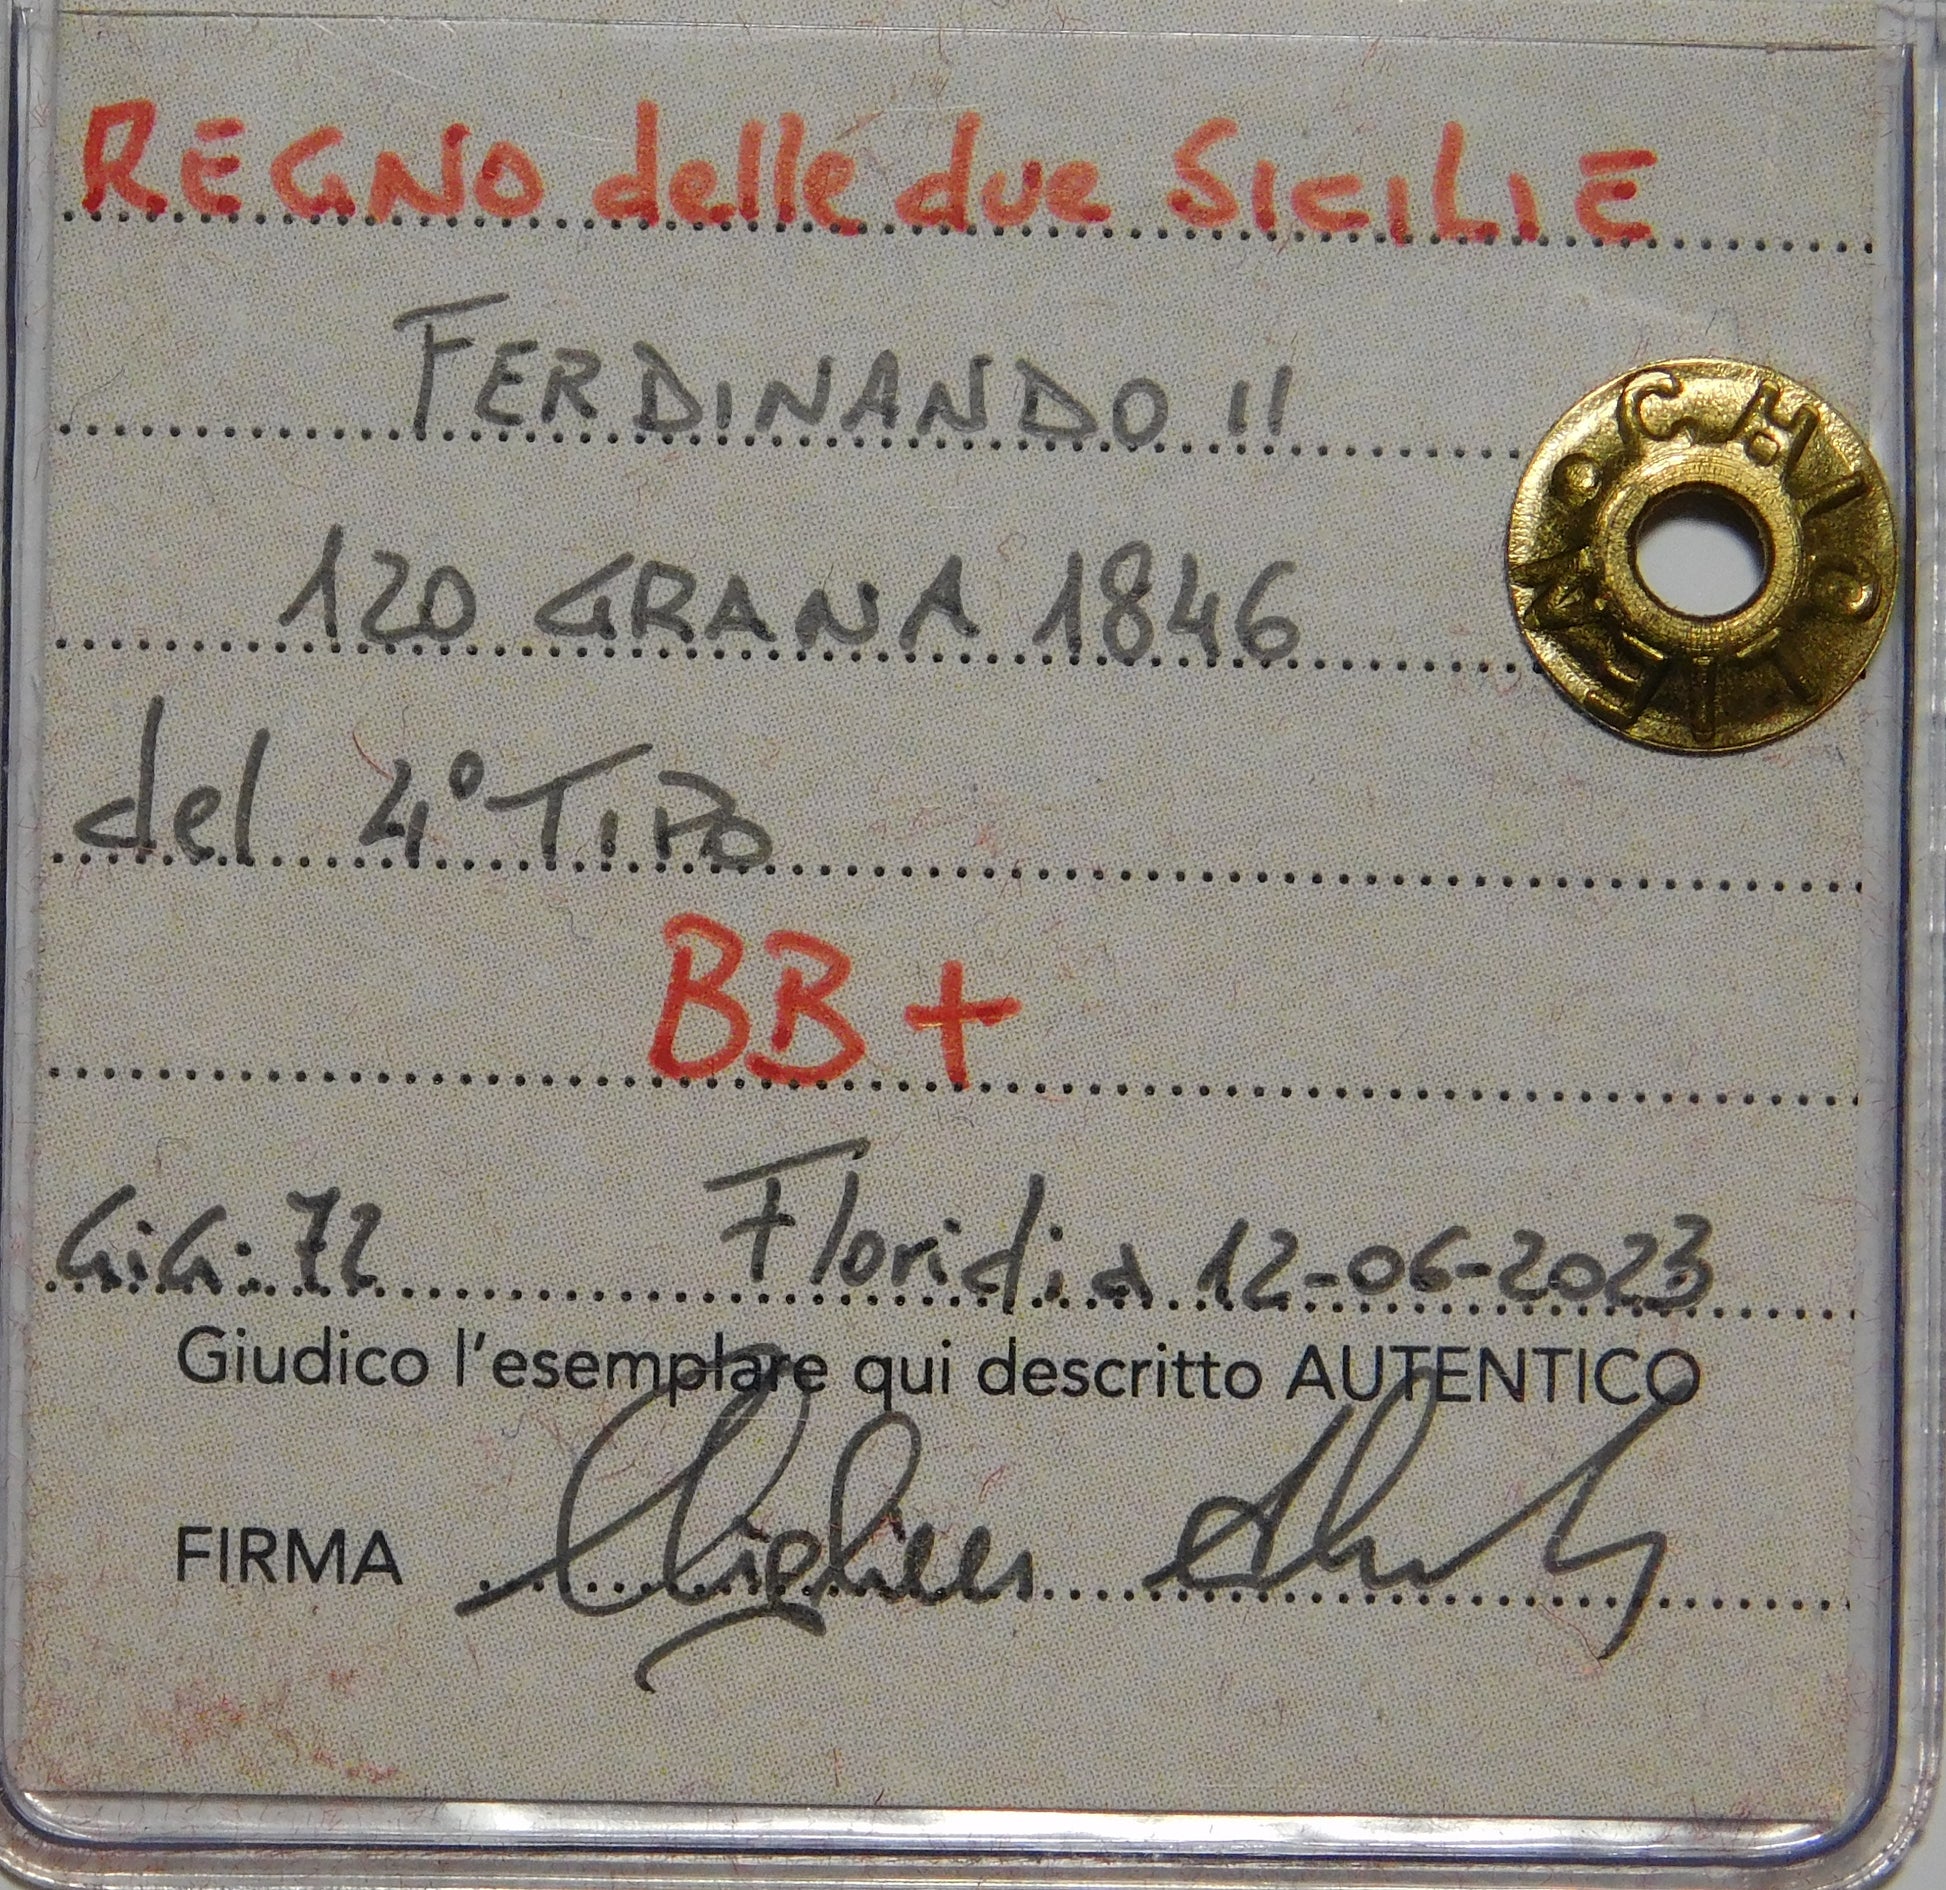 REGNO delle due SICILIE
FERDINANDO II
120 GRANA 1846
del 4° TIPO
BB+
GiGi. 72 Floridia 12-06-2023
Giudico l'esemplare qui descritto AUTENTICO
FIRMA